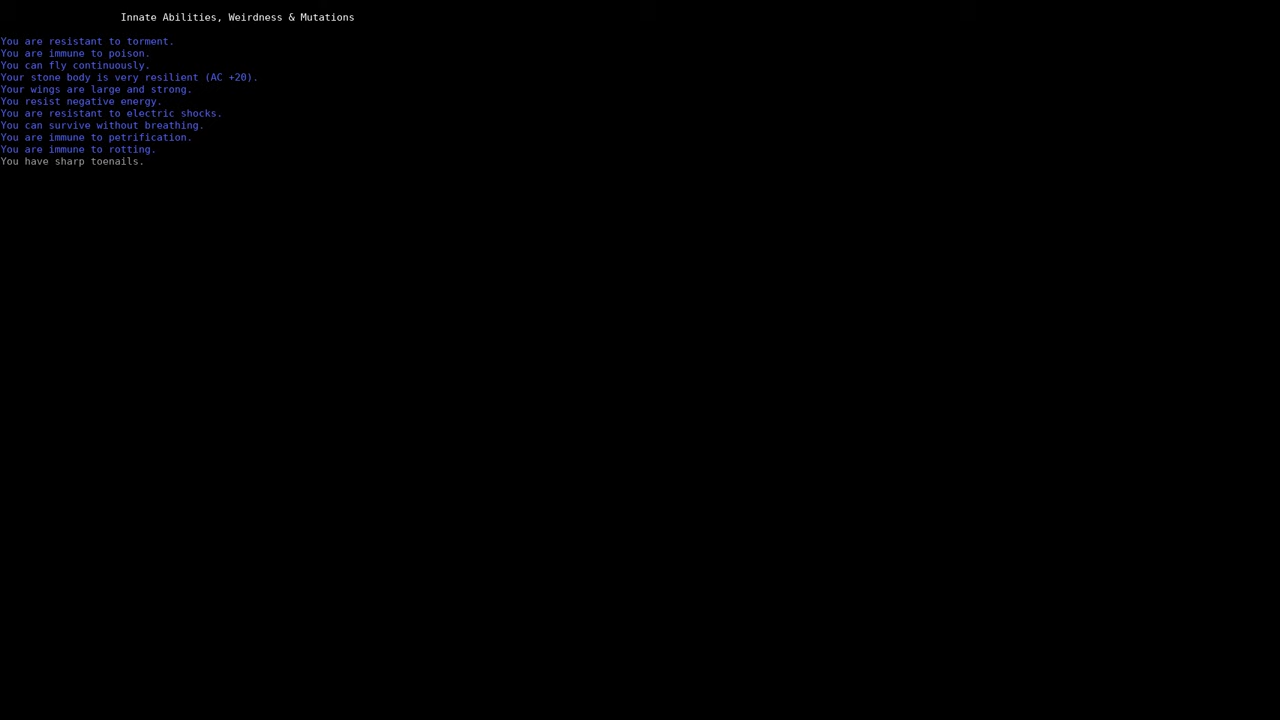 Innate Abilities, Weirdness & Mutations
You are resistant to torment.
You are immune to poison.
You can fly continuously.
Your stone body is very resilient (AC +20).
Your wings are large and strong.
You resist negative energy.
You are resistant to electric shocks.
You can survive without breathing.
You are immune to petrification.
You are immune to rotting.
You have sharp toenails.